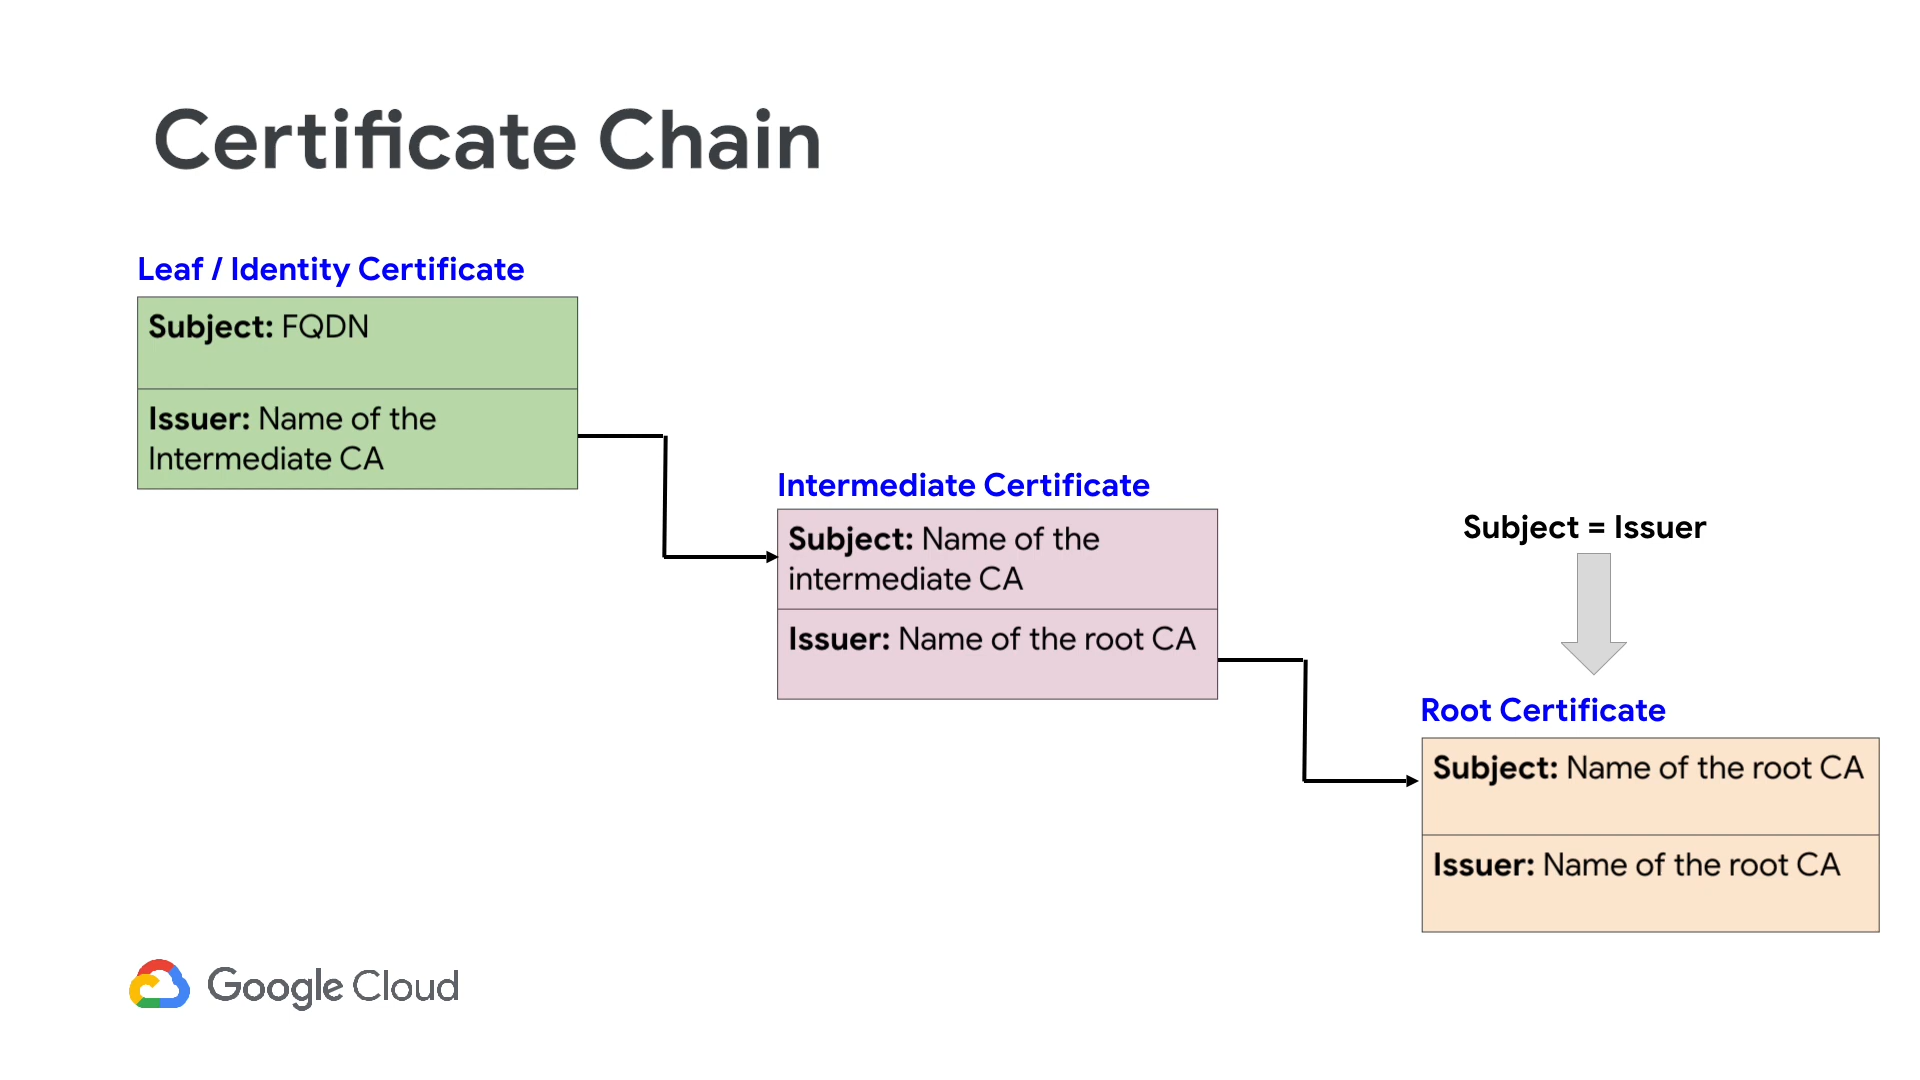 Certificate Chain
Leaf / Identity Certificate
Subject: FQDN
Issuer: Name of the
Intermediate CA
Intermediate Certificate
Subject: Name of the
intermediate CA
Issuer: Name of the root CA
Subject = Issuer
Root Certificate
Subject: Name of the root CA
Issuer: Name of the root CA
Google Cloud